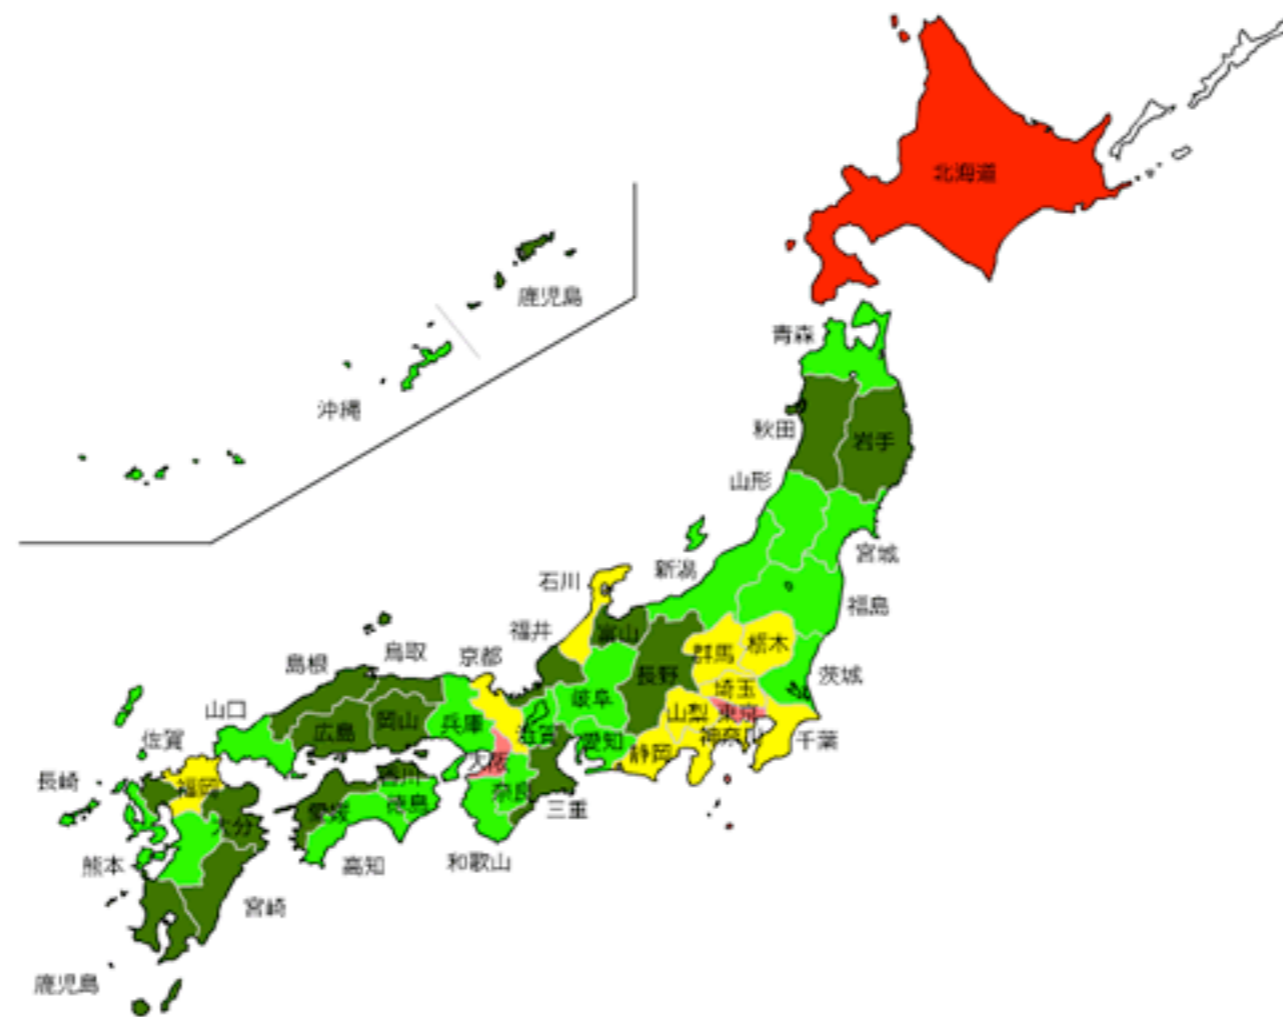 北海道
鹿児島
青森
沖縄
秋田
岩手
山形
宮城
新潟
石川
福島
福井
富山
群馬
栃木
鳥取
京都
島根
長野
茨城
埼玉
岐阜
山口
山梨
東京
岡山
兵庫
広島
滋賀
神奈川
千葉
佐賀
愛知
静岡
大阪
香川
長崎
福岡
奈良
徳島
愛媛
三重
大分
熊本
高知
和歌山
宮崎
鹿児島